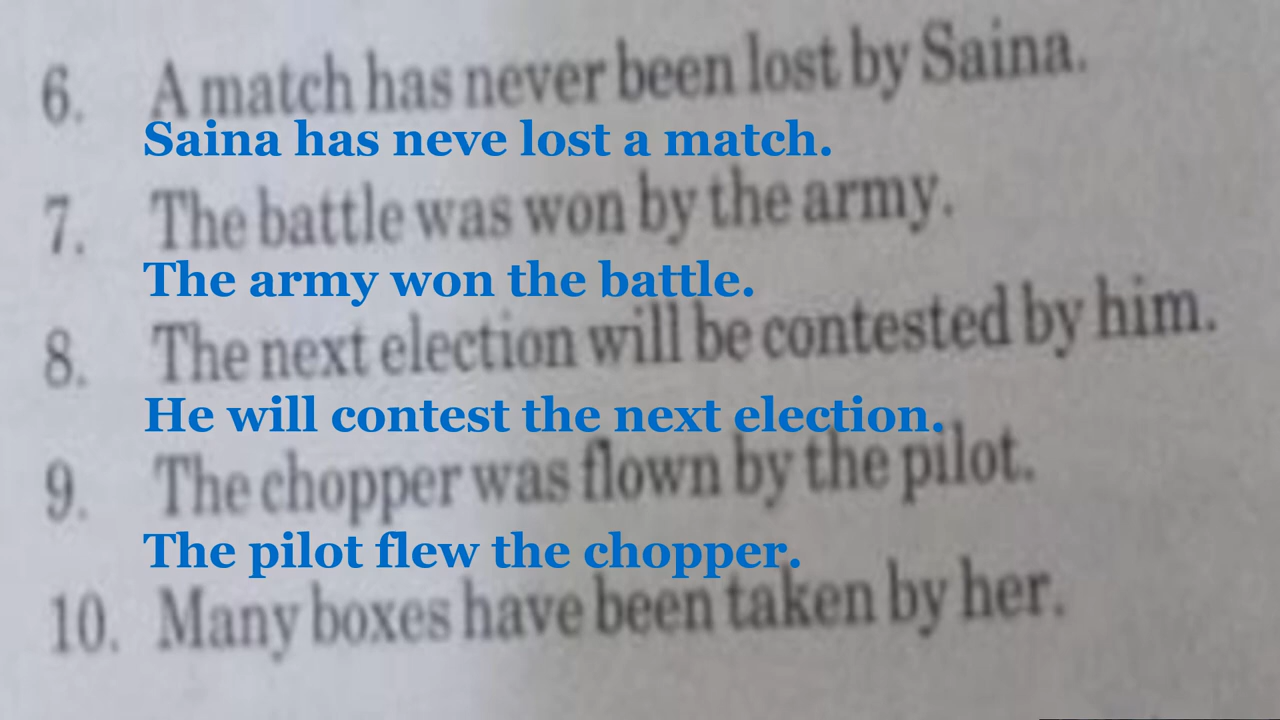 6. A match has never been lost by Saina.
Saina has neve lost a match.
7. The battle was won by the army.
The army won the battle.
8. The next election will be contested by him.
He will contest the next election.
9. The chopper was flown by the pilot.
The pilot flew the chopper.
10. Many boxes have been taken by her.